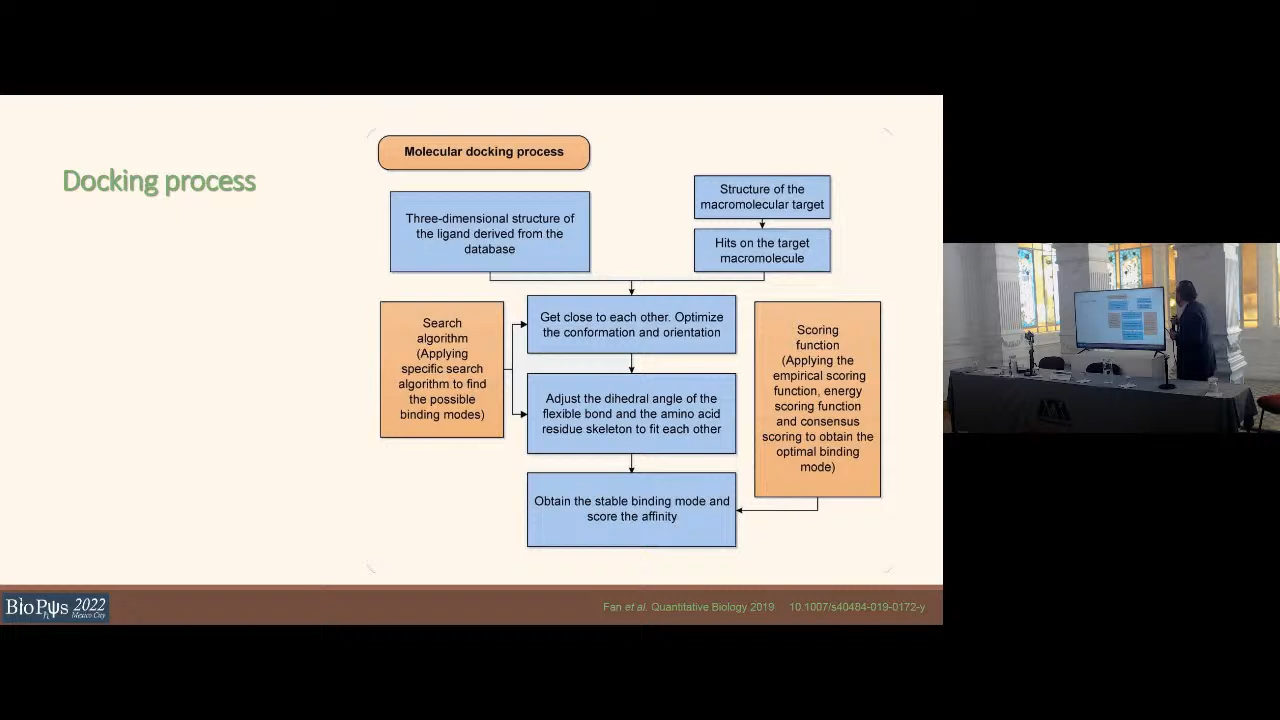 Docking process
Molecular docking process
Three-dimensional structure of
the ligand derived from the
database
Structure of the
macromolecular target
Hits on the target
macromolecule
Search
algorithm
(Applying
specific search
algorithm to find
the possible
binding modes)
Get close to each other. Optimize
the conformation and orientation
Adjust the dihedral angle of the
flexible bond and the amino acid
residue skeleton to fit each other
Obtain the stable binding mode and
score the affinity
Scoring
function
(Applying the
empirical scoring
function, energy
scoring function
and consensus
scoring to obtain the
optimal binding
mode)
Fan et al. Quantitative Biology 2019 10.1007/s40484-019-0172-y
2022
Mexico City